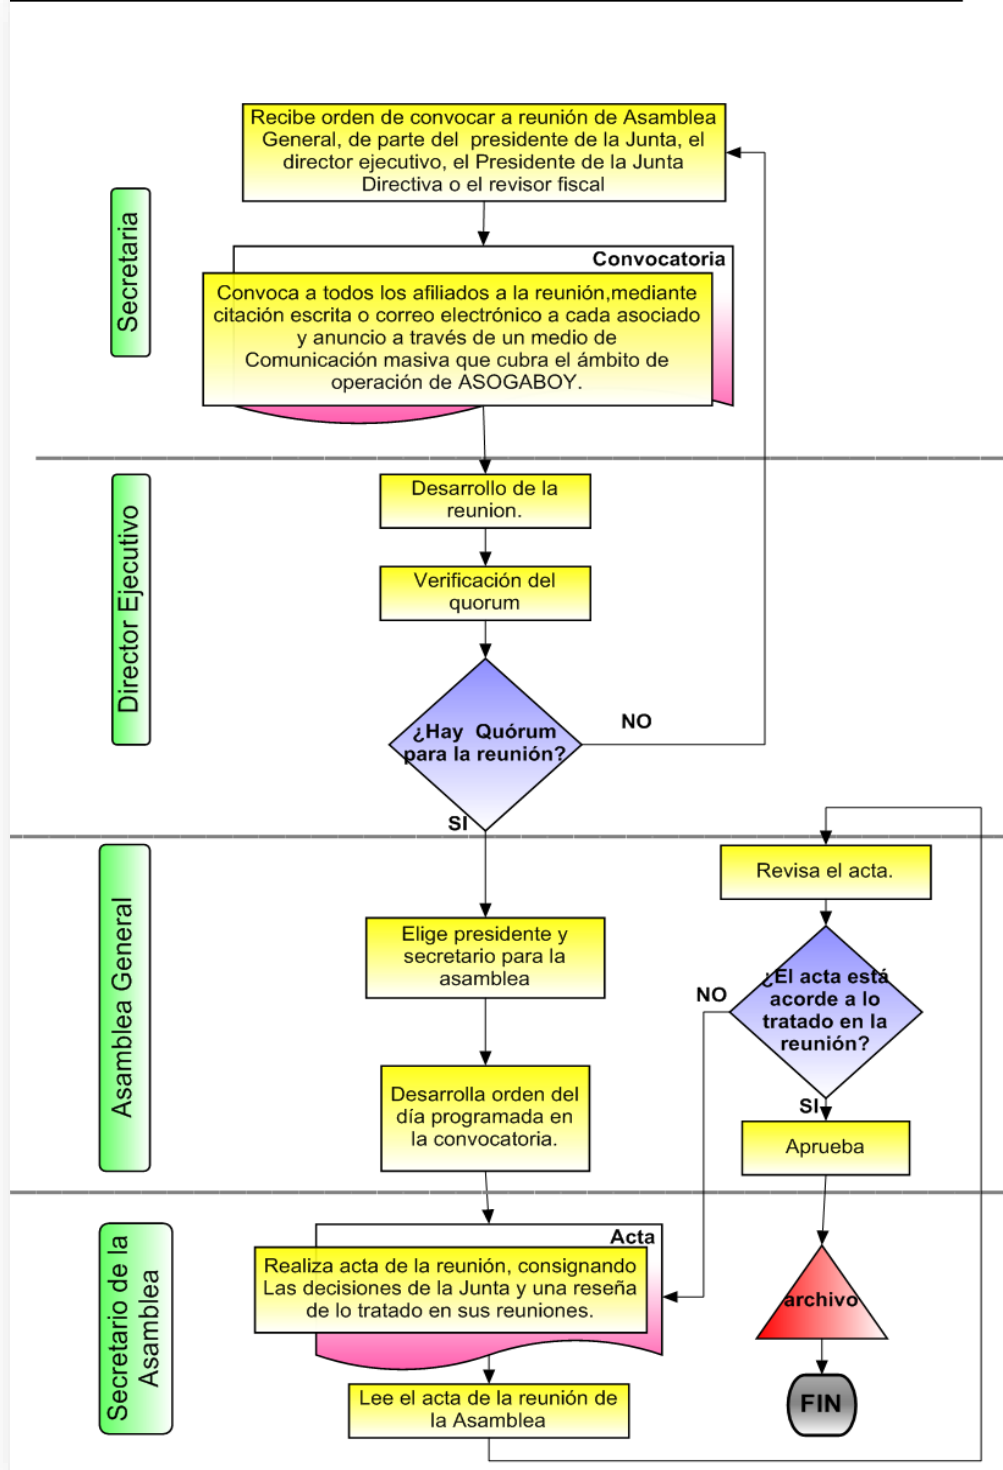 Recibe orden de convocar a reunión de Asamblea
General, de parte del presidente de la Junta, el
director ejecutivo, el Presidente de la Junta
Directiva o el revisor fiscal
Secretaria
Convocatoria
Convoca a todos los afiliados a la reunión,mediante
citación escrita o correo electrónico a cada asociado
y anuncio a través de un medio de
Comunicación masiva que cubra el ámbito de
operación de ASOGABOY.
Director Ejecutivo
Desarrollo de la
reunion.
Verificación del
quorum
¿Hay Quórum
para la reunión?
NO
SI
Asamblea General
Elige presidente y
secretario para la
asamblea
Desarrolla orden del
día programada en
la convocatoria.
Revisa el acta.
¿El acta está
acorde a lo
tratado en la
reunión?
NO
SI
Aprueba
Secretario de la
Asamblea
Acta
Realiza acta de la reunión, consignando
Las decisiones de la Junta y una reseña
de lo tratado en sus reuniones.
Lee el acta de la reunión de
la Asamblea
archivo
FIN